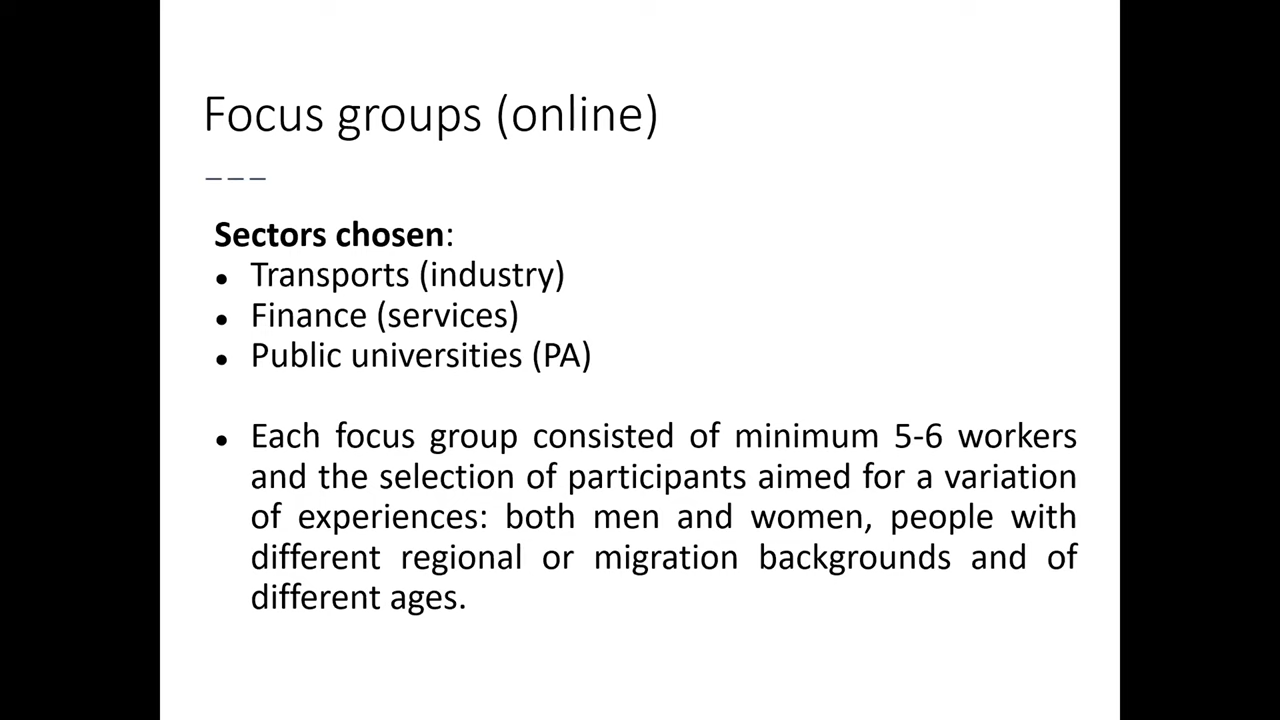 Focus groups (online)
Sectors chosen:
• Transports (industry)
• Finance (services)
• Public universities (PA)
• Each focus group consisted of minimum 5-6 workers
and the selection of participants aimed for a variation
of experiences: both men and women, people with
different regional or migration backgrounds and of
different ages.